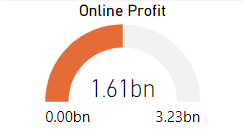 Online Profit
1.61bn
0.00bn 3.23bn